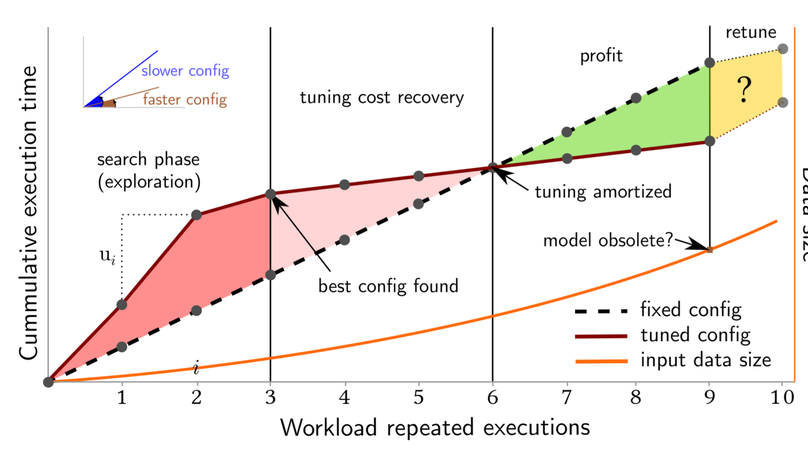 retune
profit
slower config
tuning cost recovery
faster config
?
search phase
(exploration)
tuning amortized
model obsolete?
u_i
best config found
fixed config
tuned config
input data size
i
1 2 3 4 5 6 7 8 9 10
Workload repeated executions
Cummulative execution time